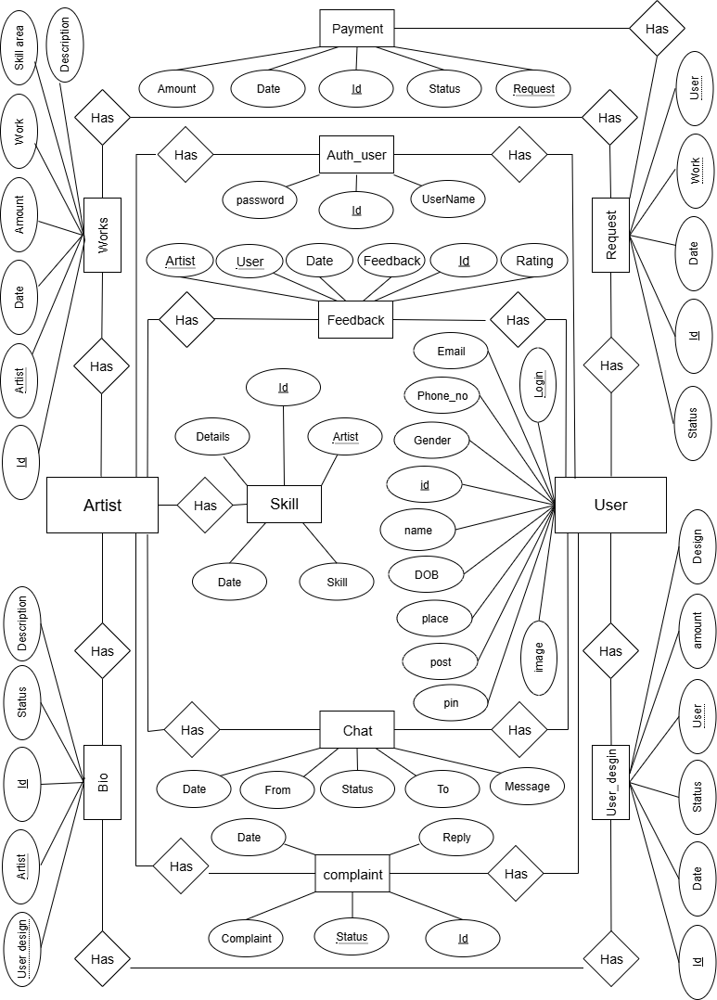 Payment
Has
Amount
Date
Id
Status
Request
Skill area
Description
Work
Amount
Date
Artist
Id
Works
Has
Has
User
Work
Date
Id
Status
Request
Has
Auth_user
Has
password
Id
UserName
Artist
User
Date
Feedback
Id
Rating
Has
Feedback
Has
Has
Has
Email
Phone_no
Gender
id
name
DOB
place
post
pin
Login
image
Id
Details
Artist
Artist
Has
Skill
User
Date
Skill
Description
Status
Id
Artist
User design
Has
Bio
Has
Design
amount
User
Status
Date
Id
Has
User_ desgin
Has
Has
Chat
Has
Date
From
Status
To
Message
Date
Reply
Has
complaint
Has
Complaint
Status
Id